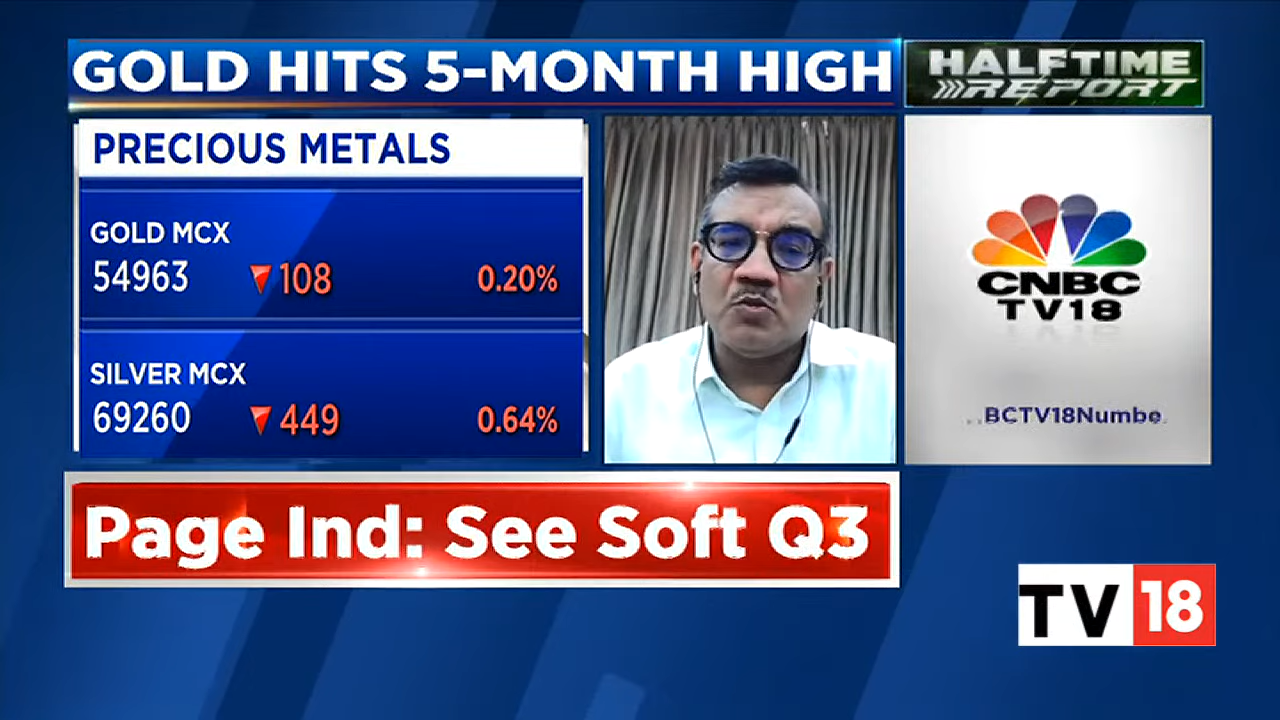 GOLD HITS 5-MONTH HIGH
HALFTIME
REPORT
PRECIOUS METALS
GOLD MCX
54963 108 0.20%
SILVER MCX
69260 449 0.64%
CNBC
TV18
BCTV18Numbe
Page Ind: See Soft Q3
TV18